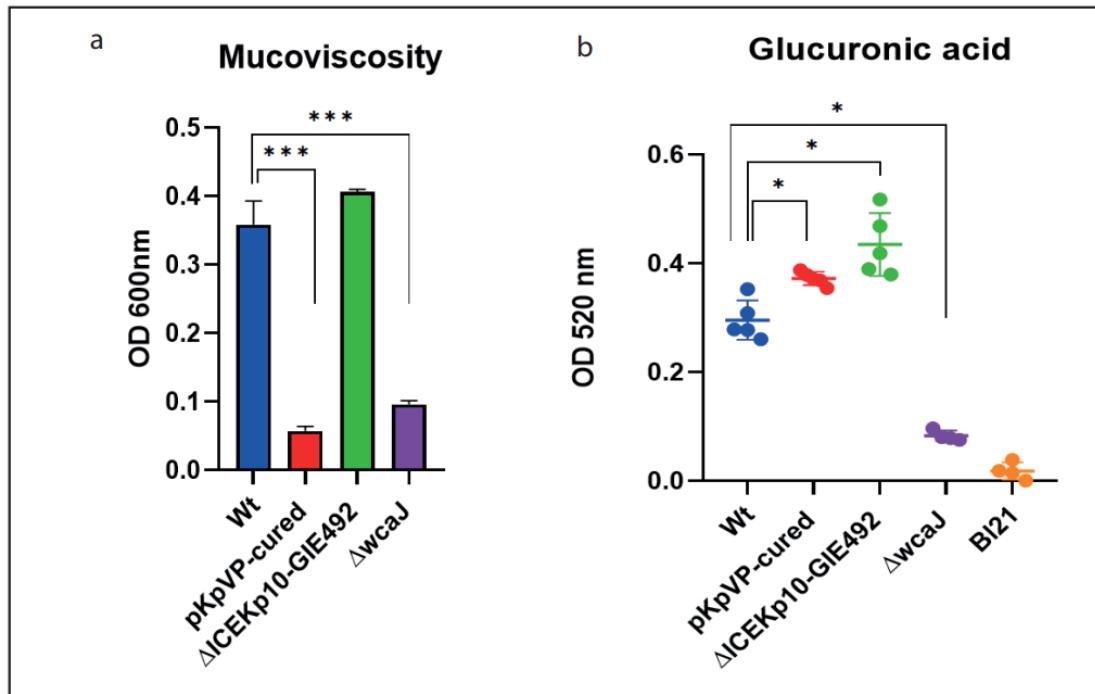 a
Mucoviscosity
***
***
OD 600nm
0.5
0.4
0.3
0.2
0.1
0.0
Wt
pKpVP-cured
ΔICEKp10-GIE492
ΔwcaJ
b
Glucuronic acid
*
*
*
OD 520 nm
0.6
0.4
0.2
0.0
Wt
pKpVP-cured
ΔICEKp10-GIE492
ΔwcaJ
Bl21